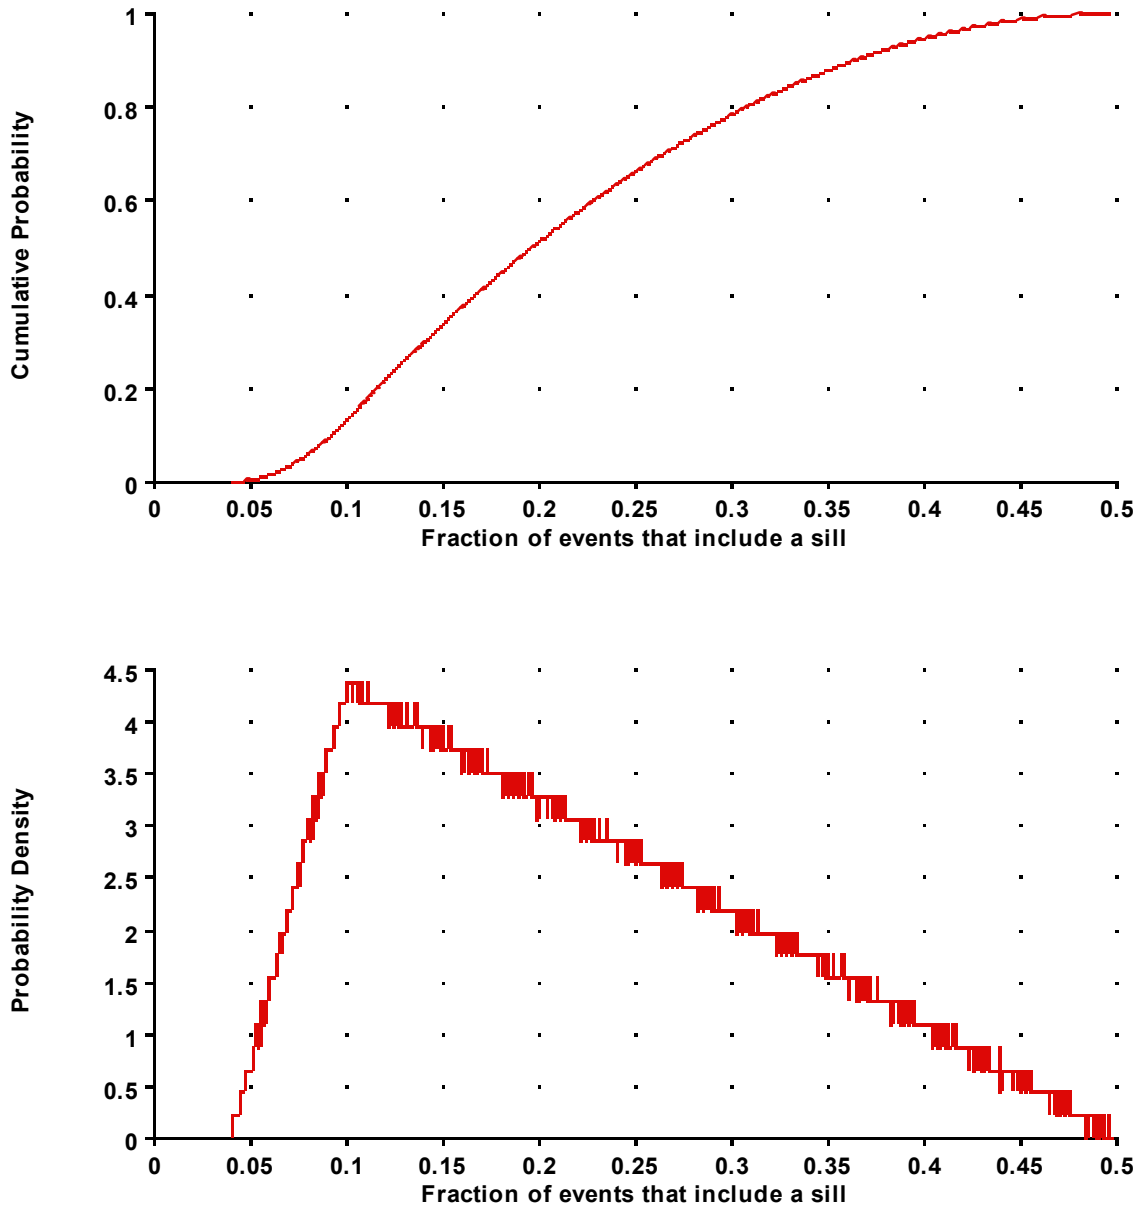 Cumulative Probability
1
0.8
0.6
0.4
0.2
0
0 0.05 0.1 0.15 0.2 0.25 0.3 0.35 0.4 0.45 0.5
Fraction of events that include a sill
Probability Density
4.5
4
3.5
3
2.5
2
1.5
1
0.5
0
0 0.05 0.1 0.15 0.2 0.25 0.3 0.35 0.4 0.45 0.5
Fraction of events that include a sill